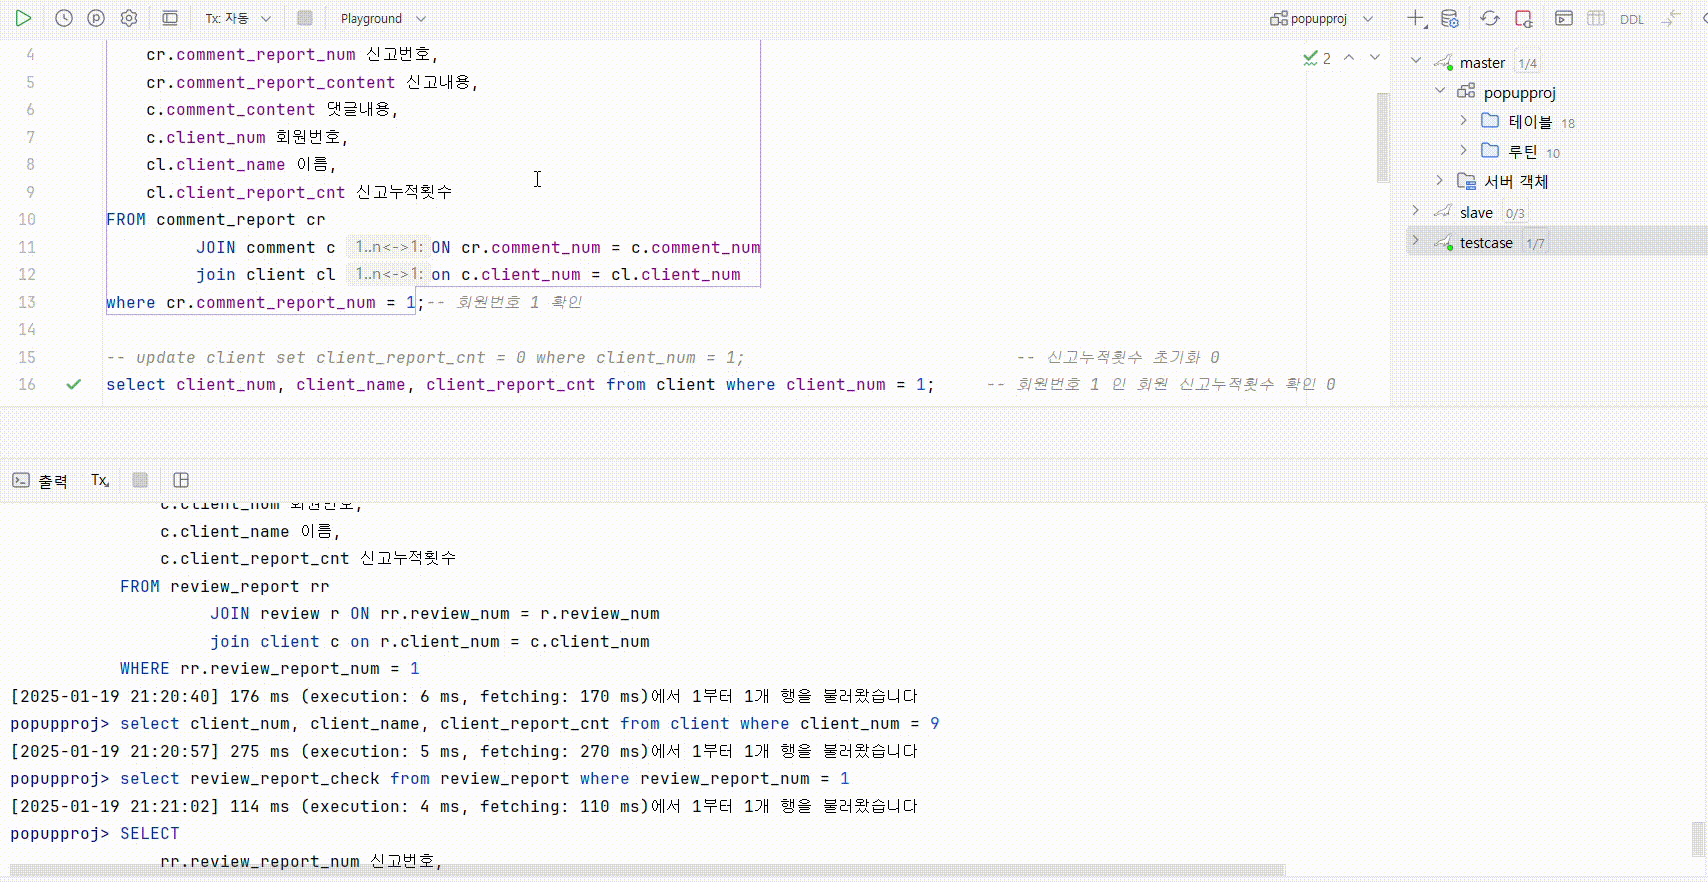 Tx: 자동 Playground popupproj DDL
4 cr.comment_report_num 신고번호,
5 cr.comment_report_content 신고내용,
6 c.comment_content 댓글내용,
7 c.client_num 회원번호,
8 cl.client_name 이름,
9 cl.client_report_cnt 신고누적횟수
10 FROM comment_report cr
11 JOIN comment c 1..n<->1: ON cr.comment_num = c.comment_num
12 join client cl 1..n<->1: on c.client_num = cl.client_num
13 where cr.comment_report_num = 1;-- 회원번호 1 확인
14
15 -- update client set client_report_cnt = 0 where client_num = 1; -- 신고누적횟수 초기화 0
16 select client_num, client_name, client_report_cnt from client where client_num = 1; -- 회원번호 1 인 회원 신고누적횟수 확인 0
2
master 1/4
popupproj
테이블 18
루틴 10
서버 객체
slave 0/3
testcase 1/7
출력 Tx
c.client_num 회원번호,
c.client_name 이름,
c.client_report_cnt 신고누적횟수
FROM review_report rr
JOIN review r ON rr.review_num = r.review_num
join client c on r.client_num = c.client_num
WHERE rr.review_report_num = 1
[2025-01-19 21:20:40] 176 ms (execution: 6 ms, fetching: 170 ms)에서 1부터 1개 행을 불러왔습니다
popupproj> select client_num, client_name, client_report_cnt from client where client_num = 9
[2025-01-19 21:20:57] 275 ms (execution: 5 ms, fetching: 270 ms)에서 1부터 1개 행을 불러왔습니다
popupproj> select review_report_check from review_report where review_report_num = 1
[2025-01-19 21:21:02] 114 ms (execution: 4 ms, fetching: 110 ms)에서 1부터 1개 행을 불러왔습니다
popupproj> SELECT
rr.review_report_num 신고번호,